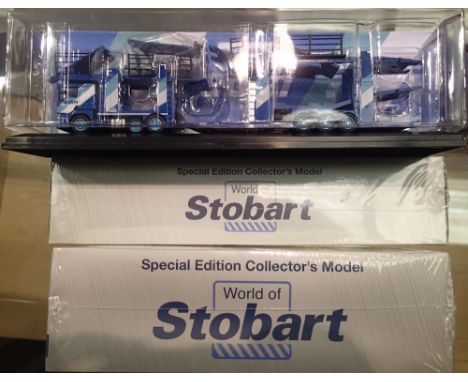 Special Edition Collector's Model
World of
Stobart
Special Edition Collector's Model
World of
Stobart